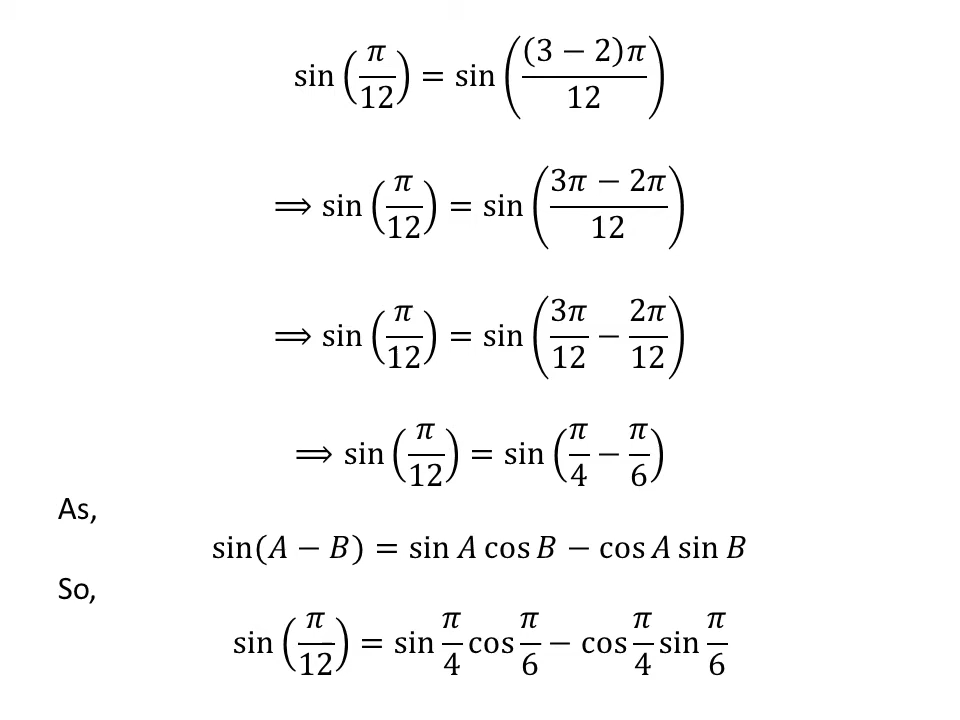 sin (π/12) = sin ((3 − 2)π/12)
⟹ sin (π/12) = sin ((3π − 2π)/12)
⟹ sin (π/12) = sin (3π/12 − 2π/12)
⟹ sin (π/12) = sin (π/4 − π/6)
As,
sin(A − B) = sin A cos B − cos A sin B
So,
sin (π/12) = sin π/4 cos π/6 − cos π/4 sin π/6